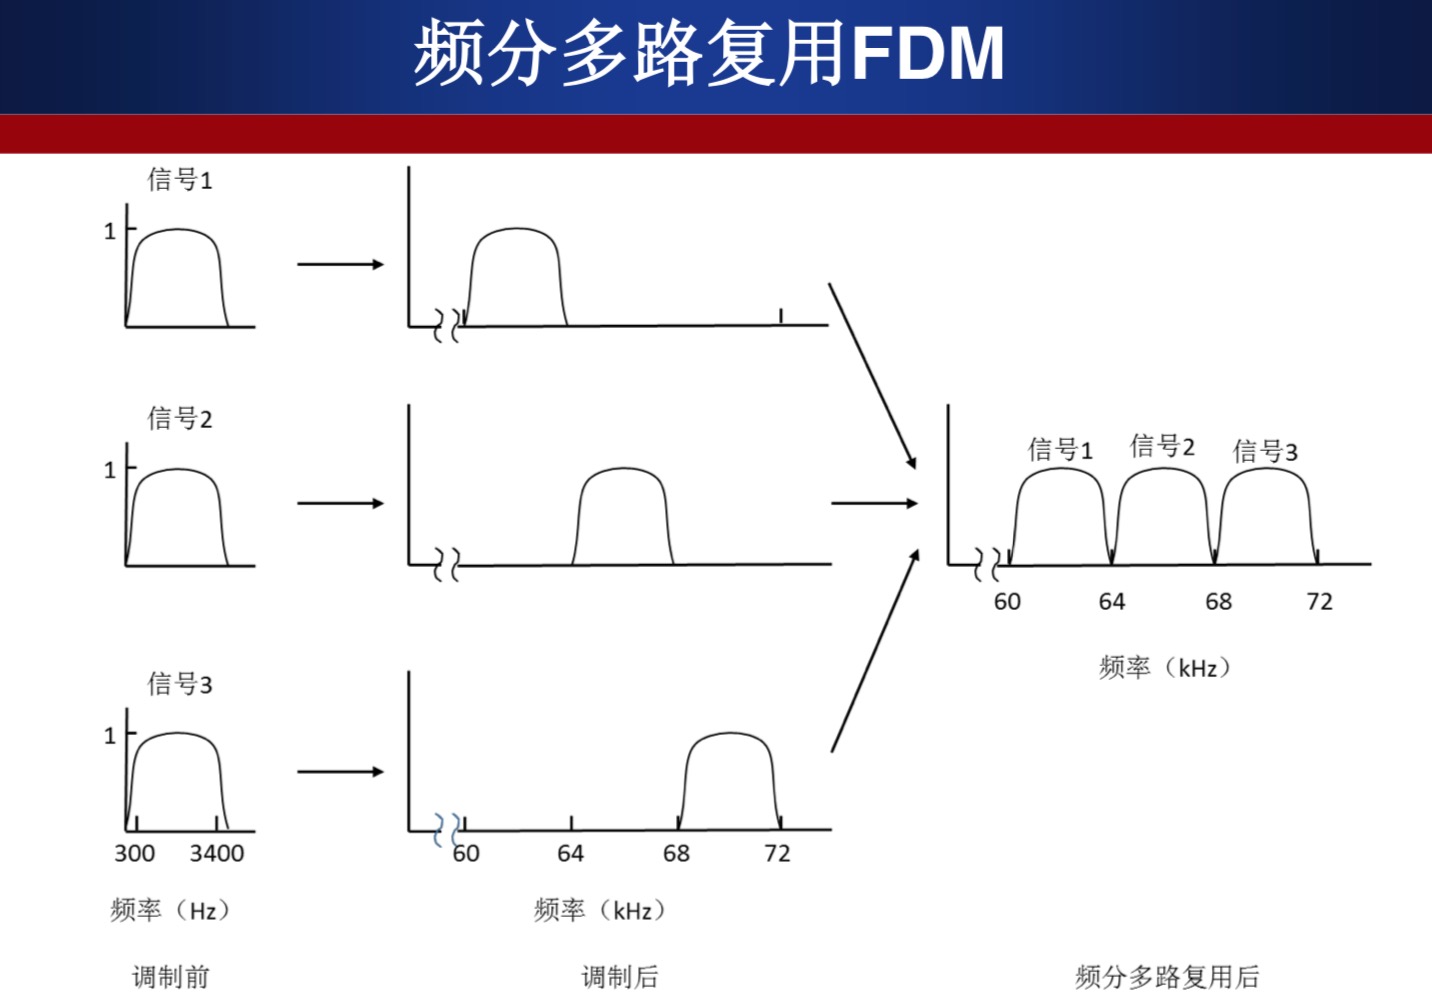 频分多路复用FDM
信号1
1
信号2
1
信号3
1
300 3400
频率（Hz）
调制前
60 64 68 72
频率（kHz）
调制后
信号1 信号2 信号3
60 64 68 72
频率（kHz）
频分多路复用后